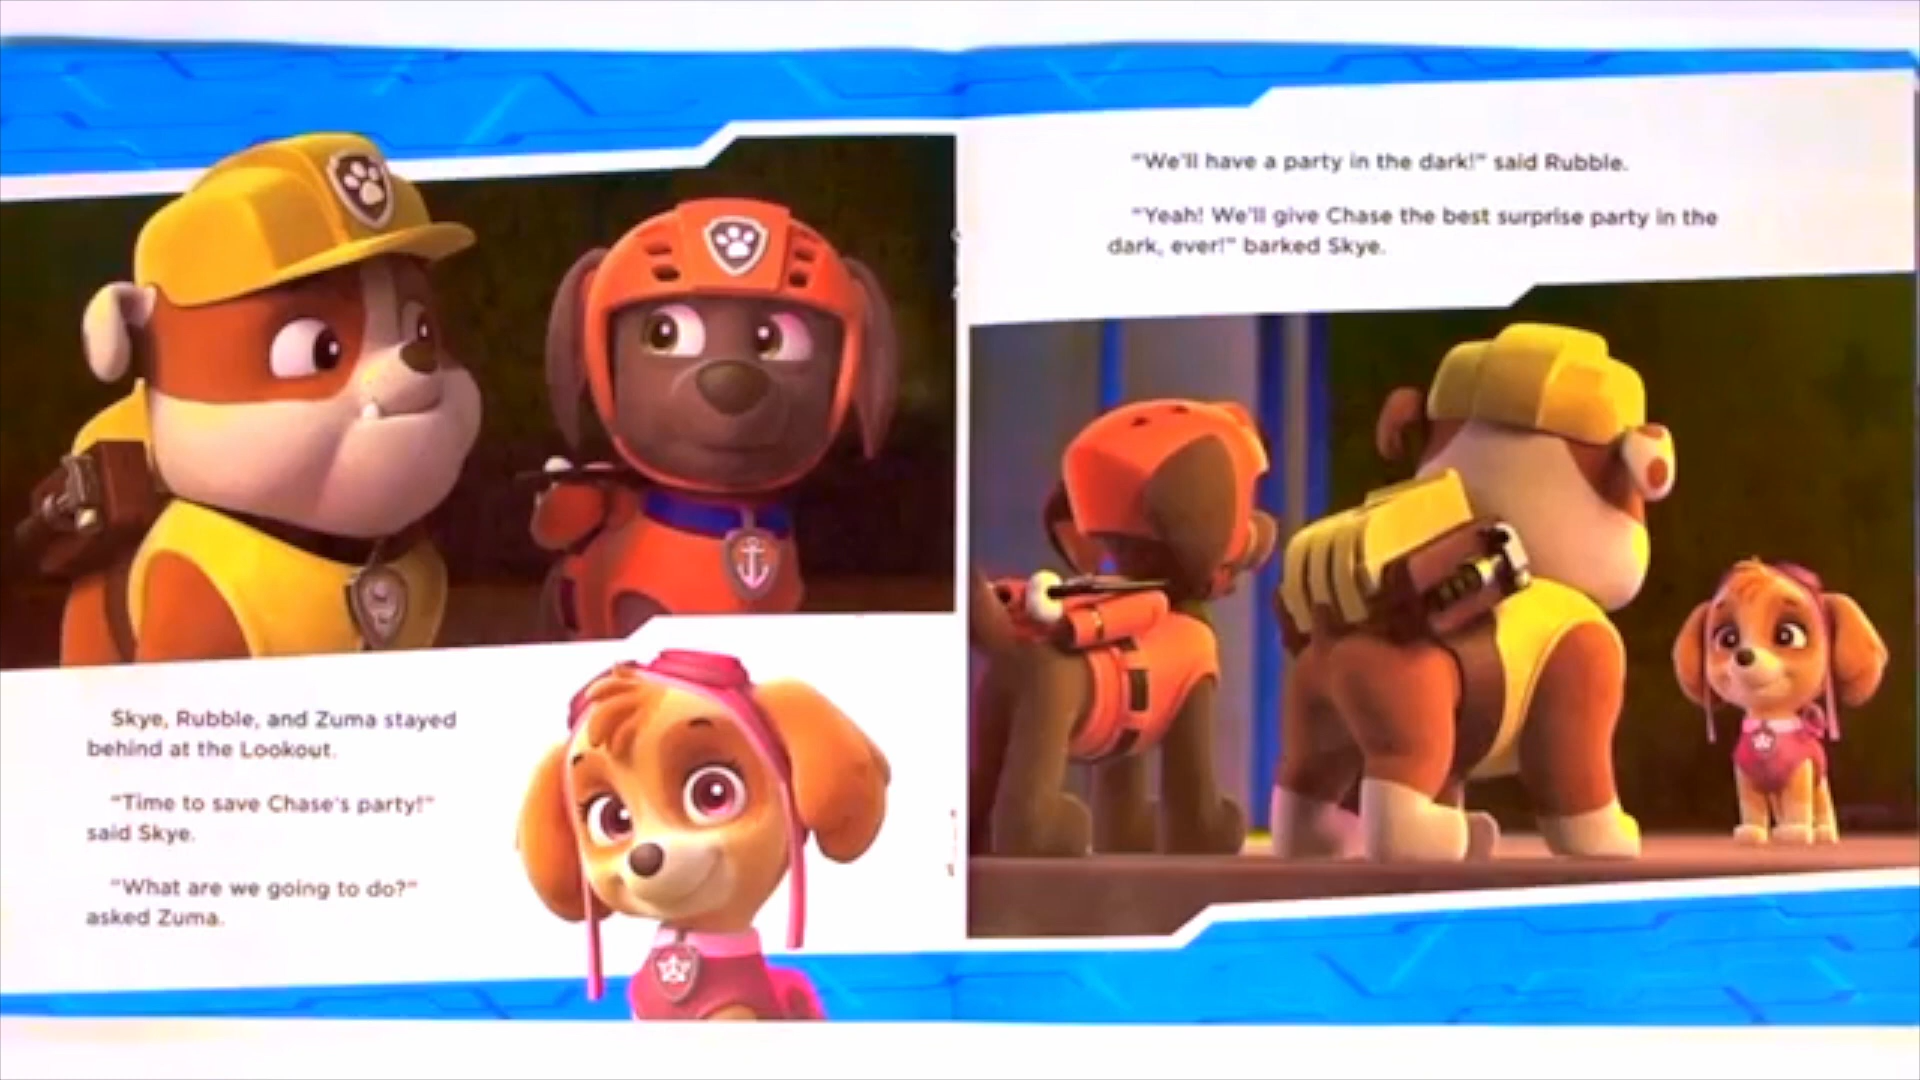 Skye, Rubble, and Zuma stayed
behind at the Lookout.
"Time to save Chase's party!"
said Skye.
"What are we going to do?"
asked Zuma.
"We'll have a party in the dark!" said Rubble.
"Yeah! We'll give Chase the best surprise party in the
dark, ever!" barked Skye.